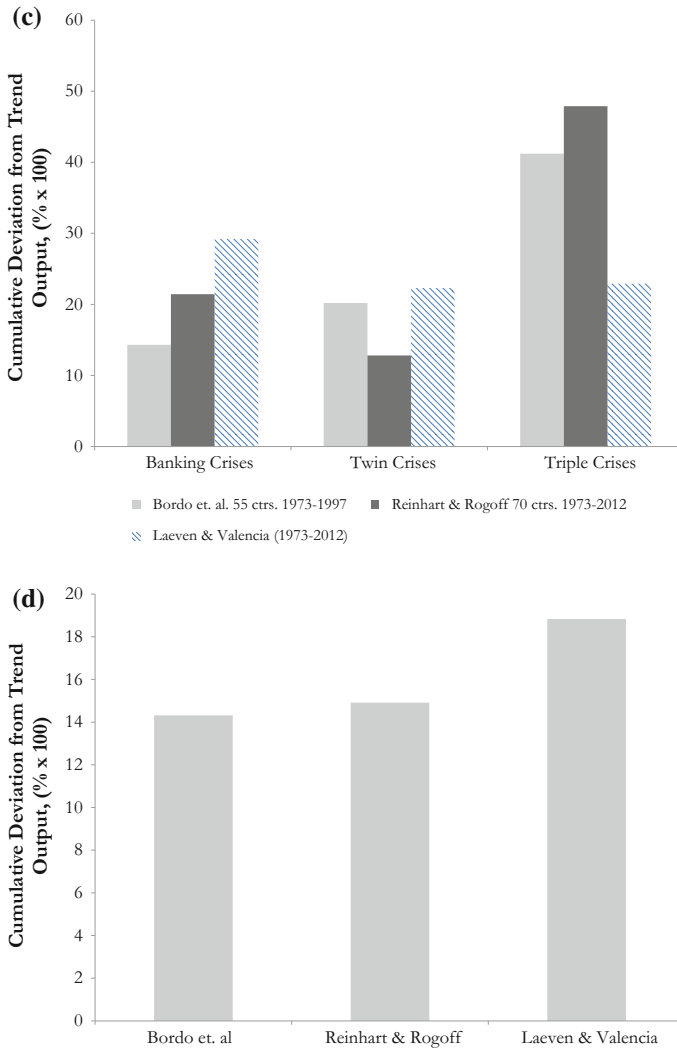 (c)
Cumulative Deviation from Trend
Output, (% x 100)
60
50
40
30
20
10
0
Banking Crises
Twin Crises
Triple Crises
Bordo et. al. 55 ctrs. 1973-1997
Reinhart & Rogoff 70 ctrs. 1973-2012
Laeven & Valencia (1973-2012)
(d)
Cumulative Deviation from Trend
Output, (% x 100)
20
18
16
14
12
10
8
6
4
2
0
Bordo et. al
Reinhart & Rogoff
Laeven & Valencia